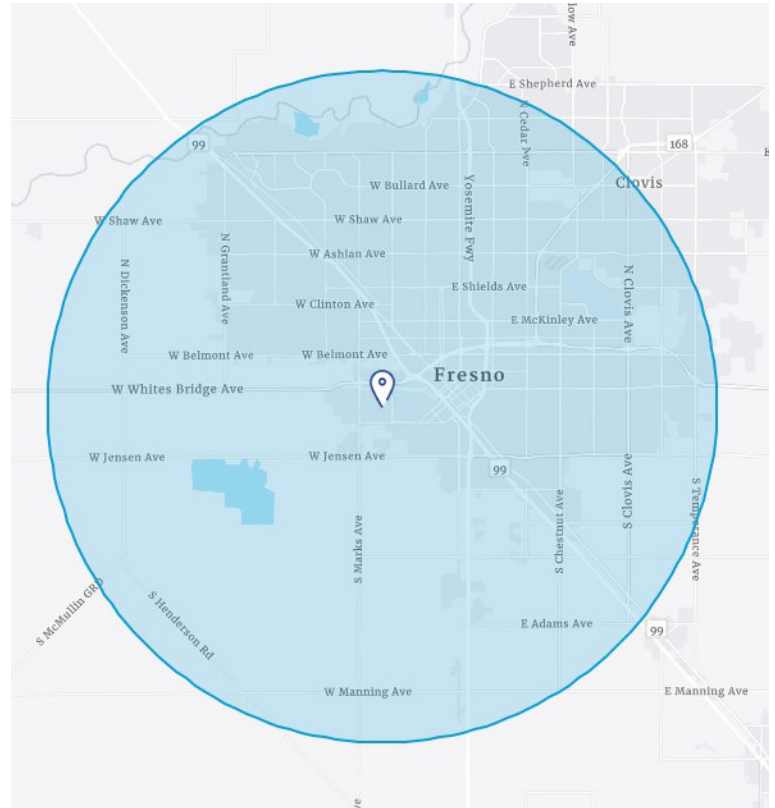 low Ave
E Shepherd Ave
N Cedar Ave
99
168
Clovis
W Bullard Ave
Yosemite Fwy
W Shaw Ave
W Shaw Ave
N Grantland Ave
W Ashlan Ave
N Dickenson Ave
N Clovis Ave
E Shields Ave
W Clinton Ave
E McKinley Ave
W Belmont Ave
W Belmont Ave
Fresno
W Whites Bridge Ave
W Jensen Ave
W Jensen Ave
99
S Clovis Ave
S Temperance Ave
S Marks Ave
S Chestnut Ave
S McMullin GRD
S Henderson Rd
E Adams Ave
99
W Manning Ave
E Manning Ave